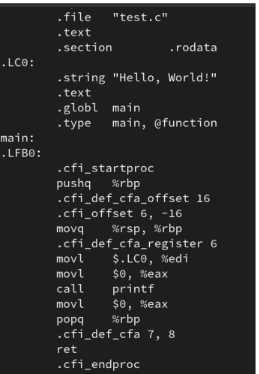 .file "test.c"
.text
.section .rodata
.LC0:
.string "Hello, World!"
.text
.globl main
.type main, @function
main:
.LFB0:
.cfi_startproc
pushq %rbp
.cfi_def_cfa_offset 16
.cfi_offset 6, -16
movq %rsp, %rbp
.cfi_def_cfa_register 6
movl $.LC0, %edi
movl $0, %eax
call printf
movl $0, %eax
popq %rbp
.cfi_def_cfa 7, 8
ret
.cfi_endproc